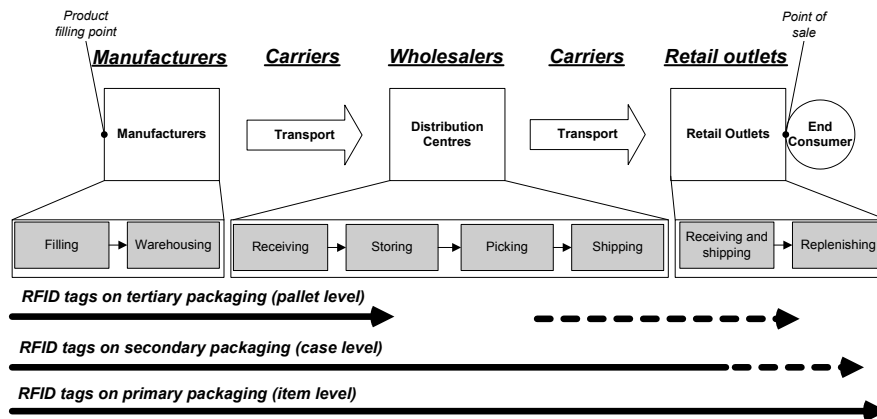 Product
filling point
Point of
sale
Manufacturers
Carriers
Wholesalers
Carriers
Retail outlets
Manufacturers
Transport
Distribution
Centres
Transport
Retail Outlets
End
Consumer
Filling
Warehousing
Receiving
Storing
Picking
Shipping
Receiving and
shipping
Replenishing
RFID tags on tertiary packaging (pallet level)
RFID tags on secondary packaging (case level)
RFID tags on primary packaging (item level)